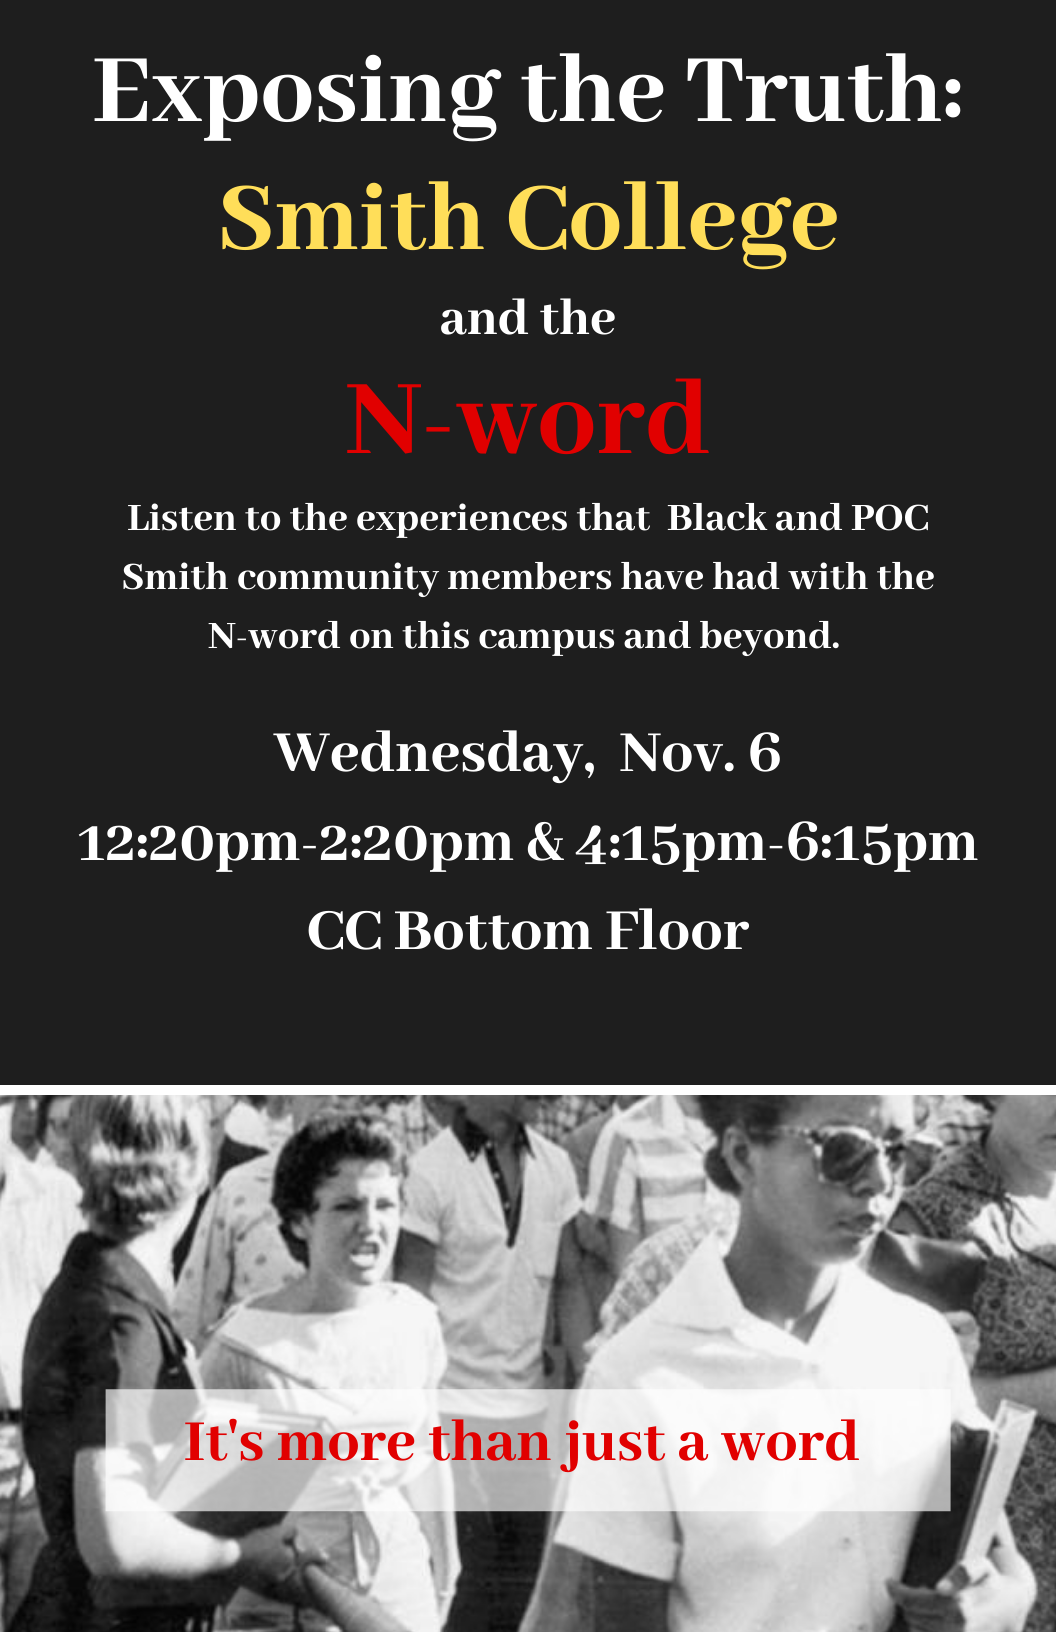 Exposing the Truth:
Smith College
and the
N-word
Listen to the experiences that Black and POC
Smith community members have had with the
N-word on this campus and beyond.
Wednesday, Nov. 6
12:20pm-2:20pm & 4:15pm-6:15pm
CC Bottom Floor
It's more than just a word